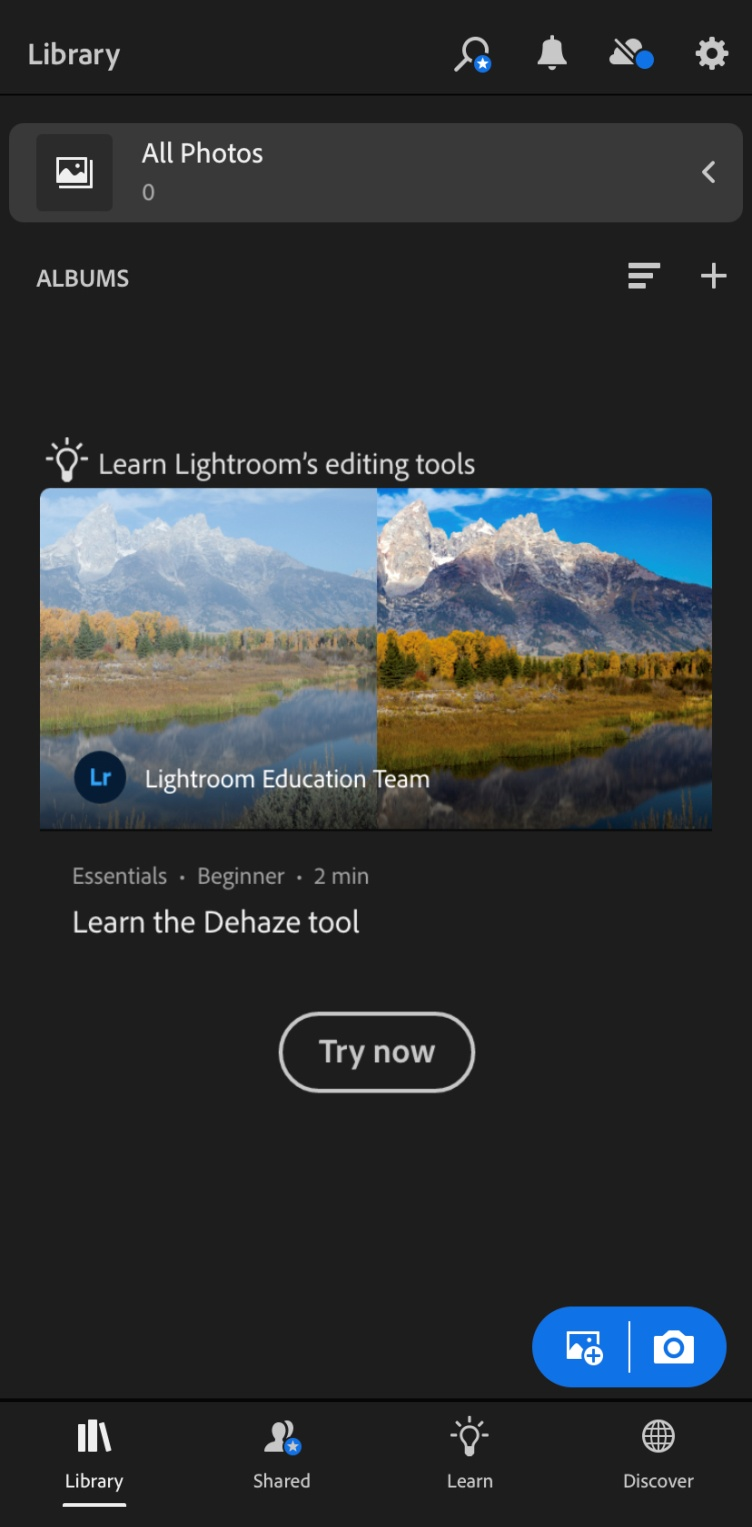 Library
All Photos
0
ALBUMS
Learn Lightroom's editing tools
Lr Lightroom Education Team
Essentials • Beginner • 2 min
Learn the Dehaze tool
Try now
Library Shared Learn Discover